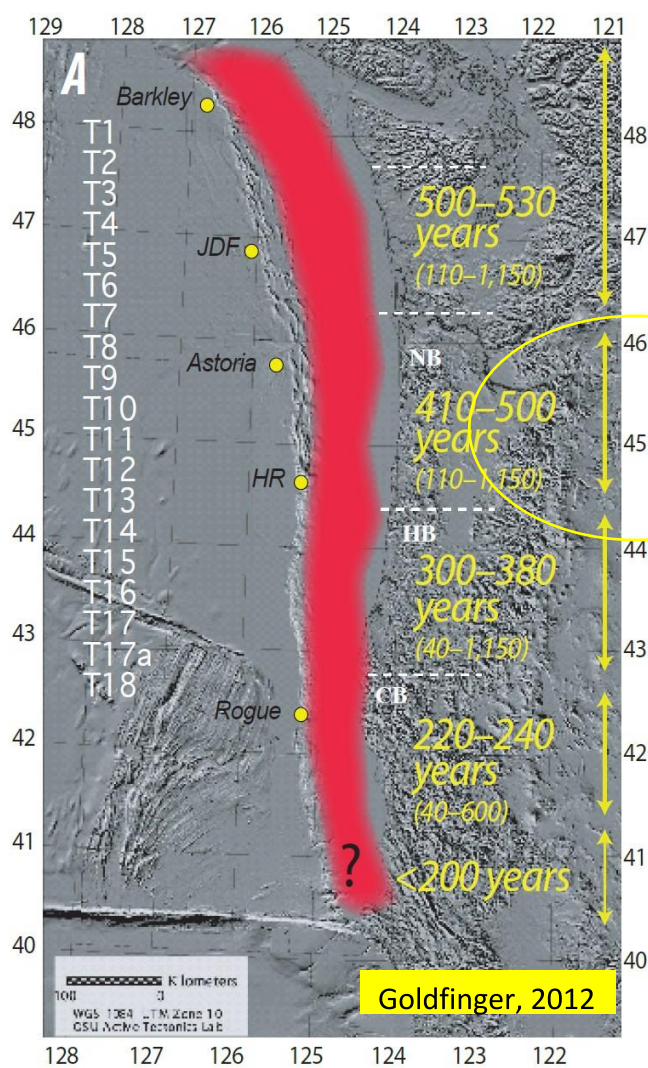 129 128 127 126 125 124 123 122 121
A
Barkley
48
48
T1
T2
T3
T4
T5
T6
T7
T8
T9
T10
T11
T12
T13
T14
T15
T16
T17
T17a
T18
500–530
years
(110–1,150)
47
47
JDF
46
46
Astoria
NB
410–500
years
(110–1,150)
45
45
HR
44
44
HB
300–380
years
(40–1,150)
43
43
CB
Rogue
42
42
220–240
years
(40–600)
41
41
?
<200 years
40
40
Kilometers
100 0
WGS 1984 UTM Zone 10
OSU Active Tectonics Lab
Goldfinger, 2012
128 127 126 125 124 123 122